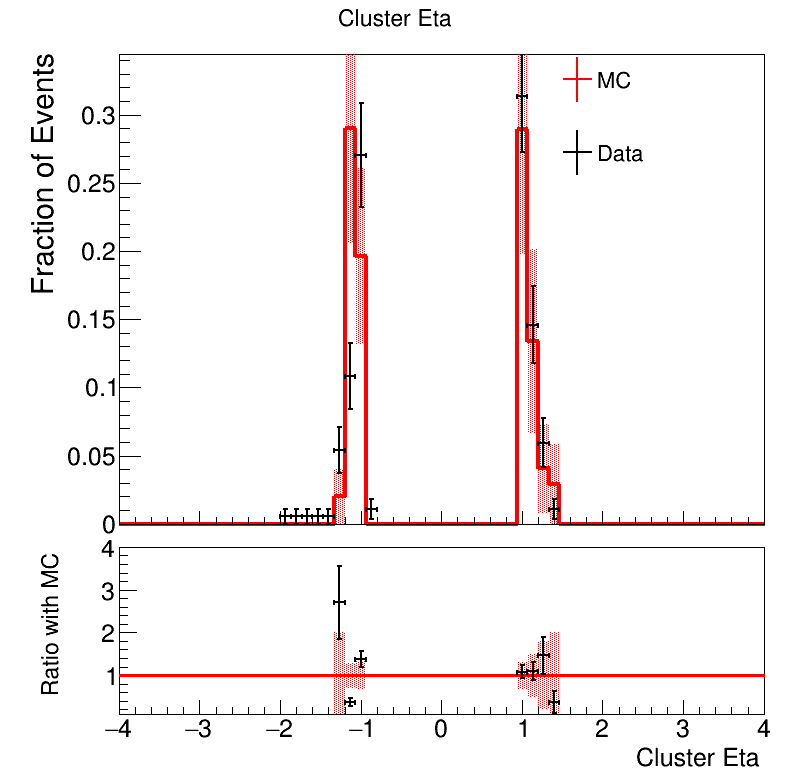 Cluster Eta
Fraction of Events
0.3
0.25
0.2
0.15
0.1
0.05
0
MC
Data
Ratio with MC
4
3
2
1
−4 −3 −2 −1 0 1 2 3 4
Cluster Eta